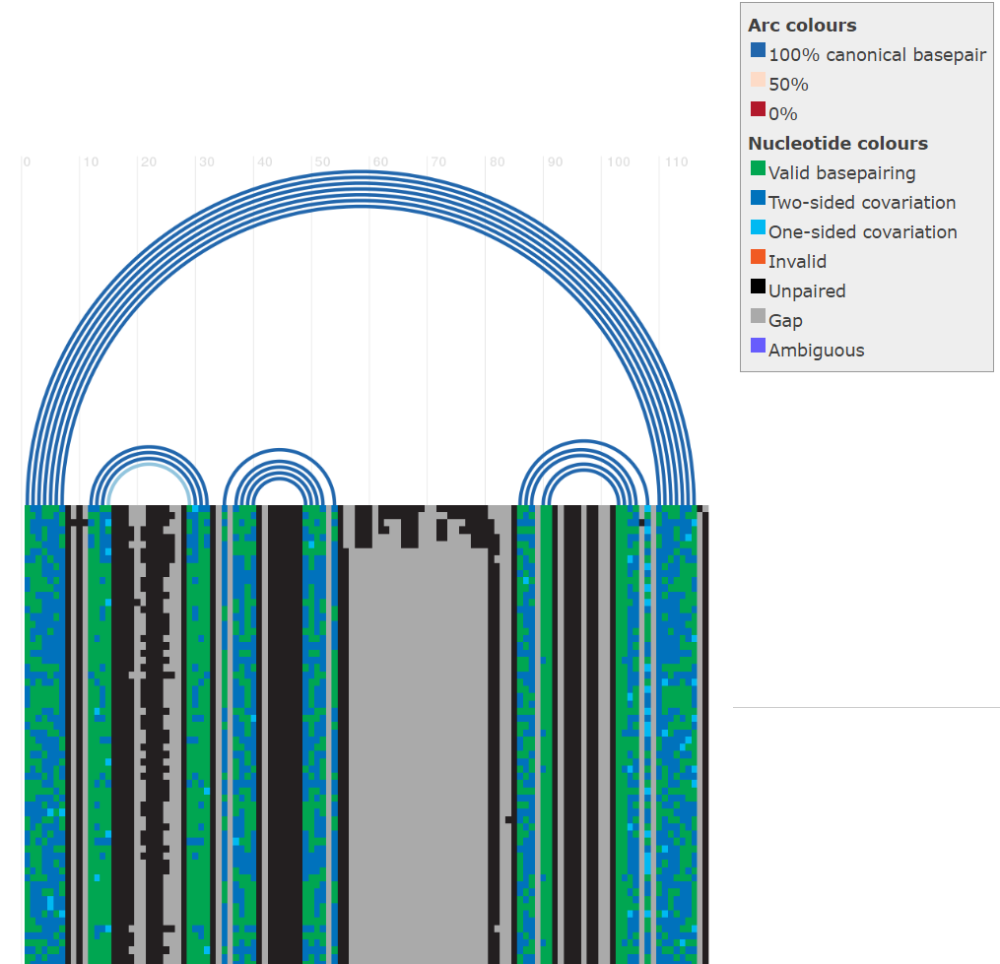 0 10 20 30 40 50 60 70 80 90 100 110
Arc colours
100% canonical basepair
50%
0%
Nucleotide colours
Valid basepairing
Two-sided covariation
One-sided covariation
Invalid
Unpaired
Gap
Ambiguous